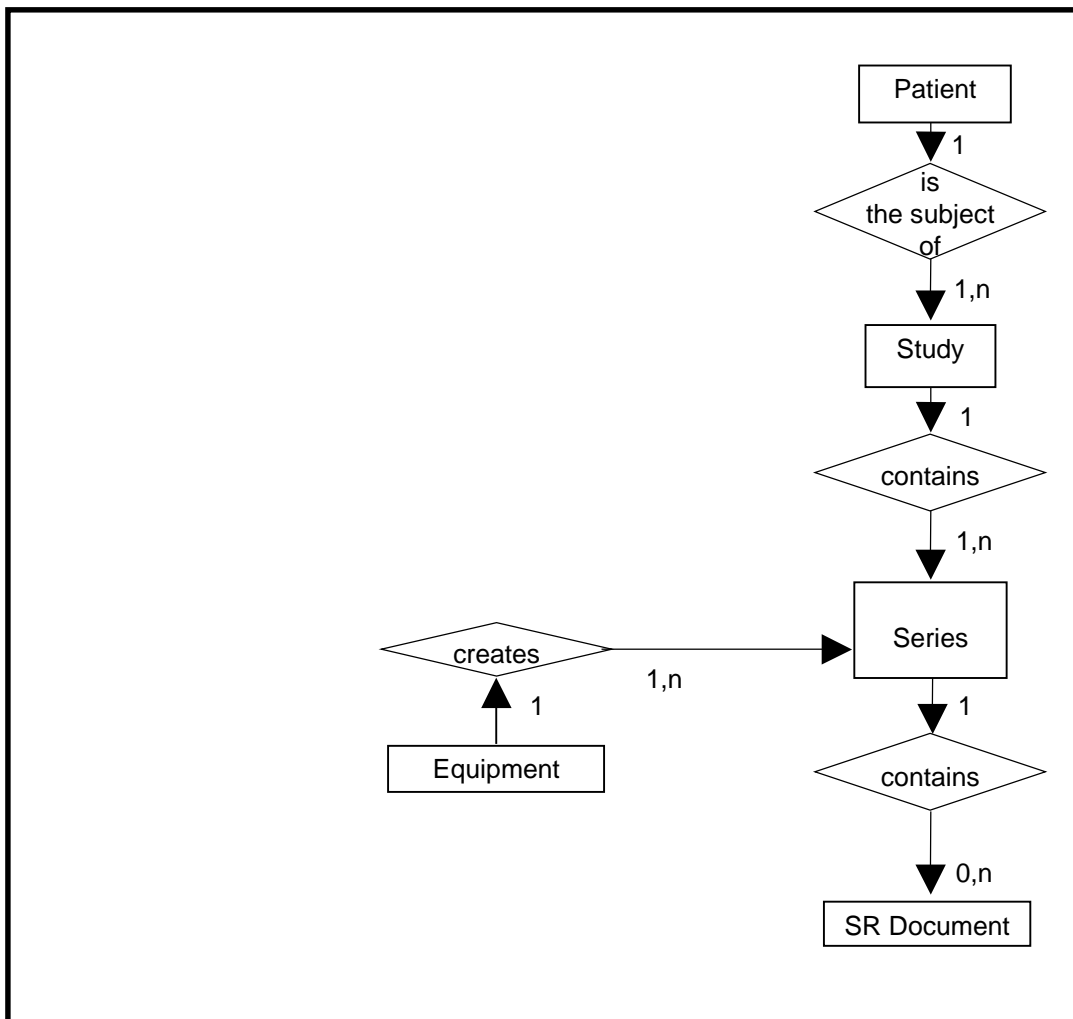 Patient
1
is
the subject
of
1,n
Study
1
contains
1,n
Series
creates
1,n
1
1
Equipment
contains
0,n
SR Document